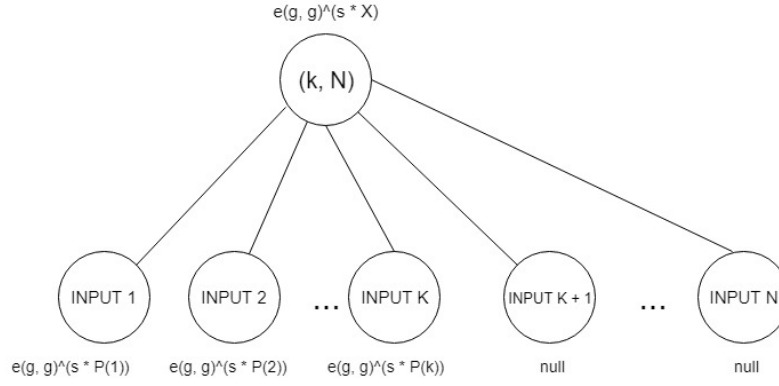 e(g, g)^(s * X)
(k, N)
INPUT 1
INPUT 2
...
INPUT K
INPUT K + 1
...
INPUT N
e(g, g)^(s * P(1))
e(g, g)^(s * P(2))
e(g, g)^(s * P(k))
null
null